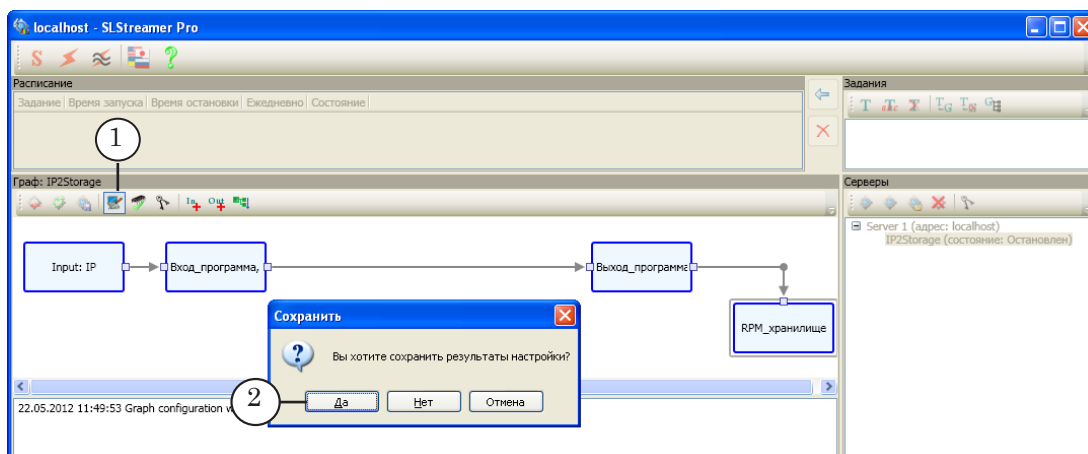 localhost - SLStreamer Pro
Расписание
Задание Время запуска Время остановки Ежедневно Состояние
Задания
1
Граф: IP2Storage
Серверы
Server 1 (адрес: localhost)
IP2Storage (состояние: Остановлен)
Input: IP
Вход_программа,
Выход_программа
RPM_хранилище
Сохранить
Вы хотите сохранить результаты настройки?
2
Да Нет Отмена
22.05.2012 11:49:53 Graph configuration